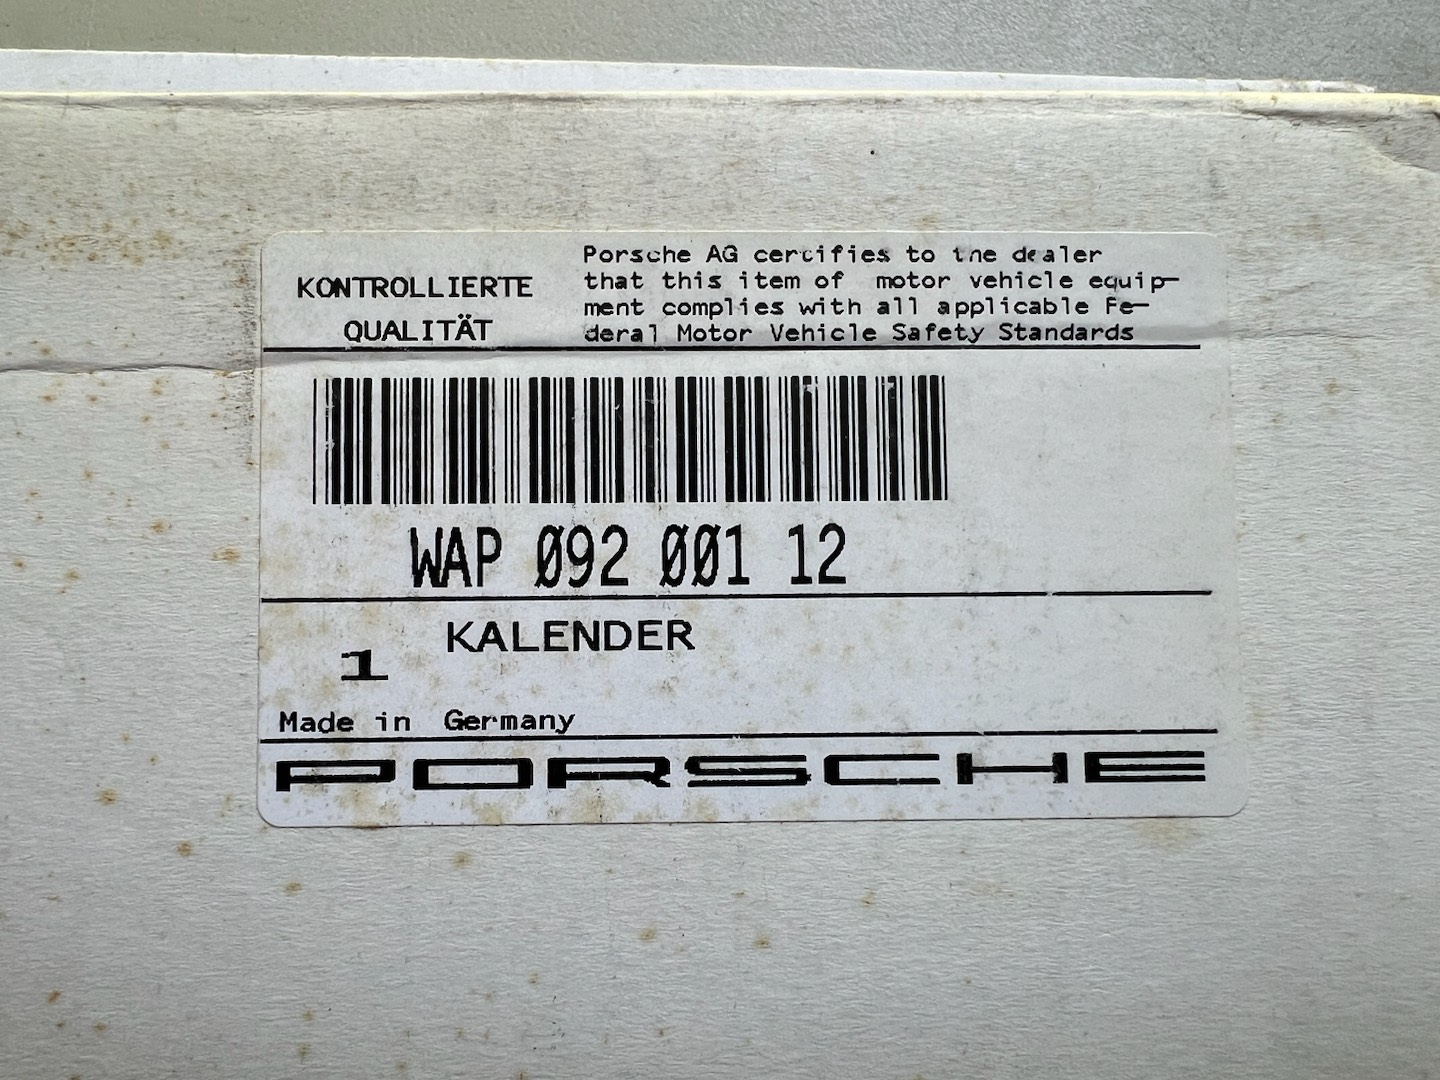 KONTROLLIERTE
QUALITÄT
Porsche AG certifies to the dealer
that this item of motor vehicle equip-
ment complies with all applicable Fe-
deral Motor Vehicle Safety Standards
WAP 092 001 12
1
KALENDER
Made in Germany
PORSCHE